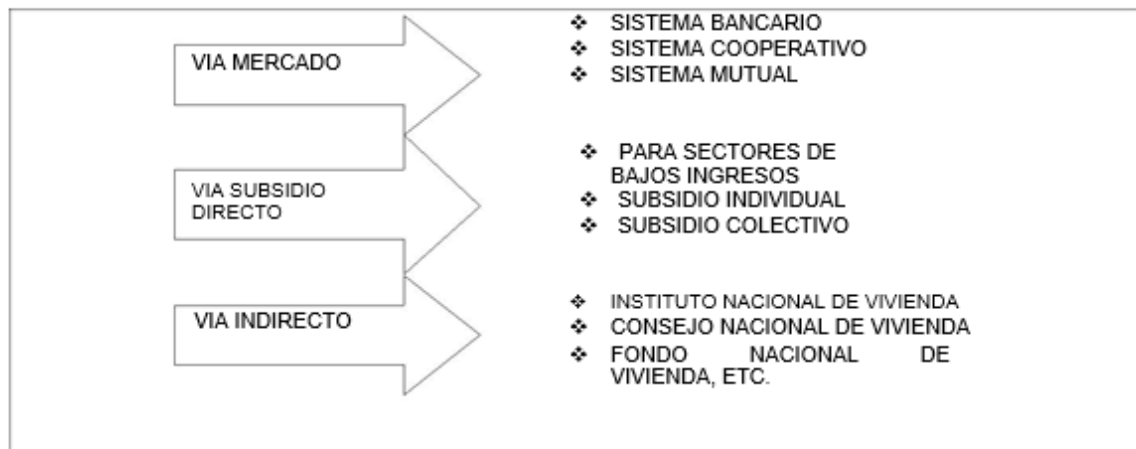 VIA MERCADO
❖ SISTEMA BANCARIO
❖ SISTEMA COOPERATIVO
❖ SISTEMA MUTUAL
VIA SUBSIDIO
DIRECTO
❖ PARA SECTORES DE
BAJOS INGRESOS
❖ SUBSIDIO INDIVIDUAL
❖ SUBSIDIO COLECTIVO
VIA INDIRECTO
❖ INSTITUTO NACIONAL DE VIVIENDA
❖ CONSEJO NACIONAL DE VIVIENDA
❖ FONDO NACIONAL DE
VIVIENDA, ETC.